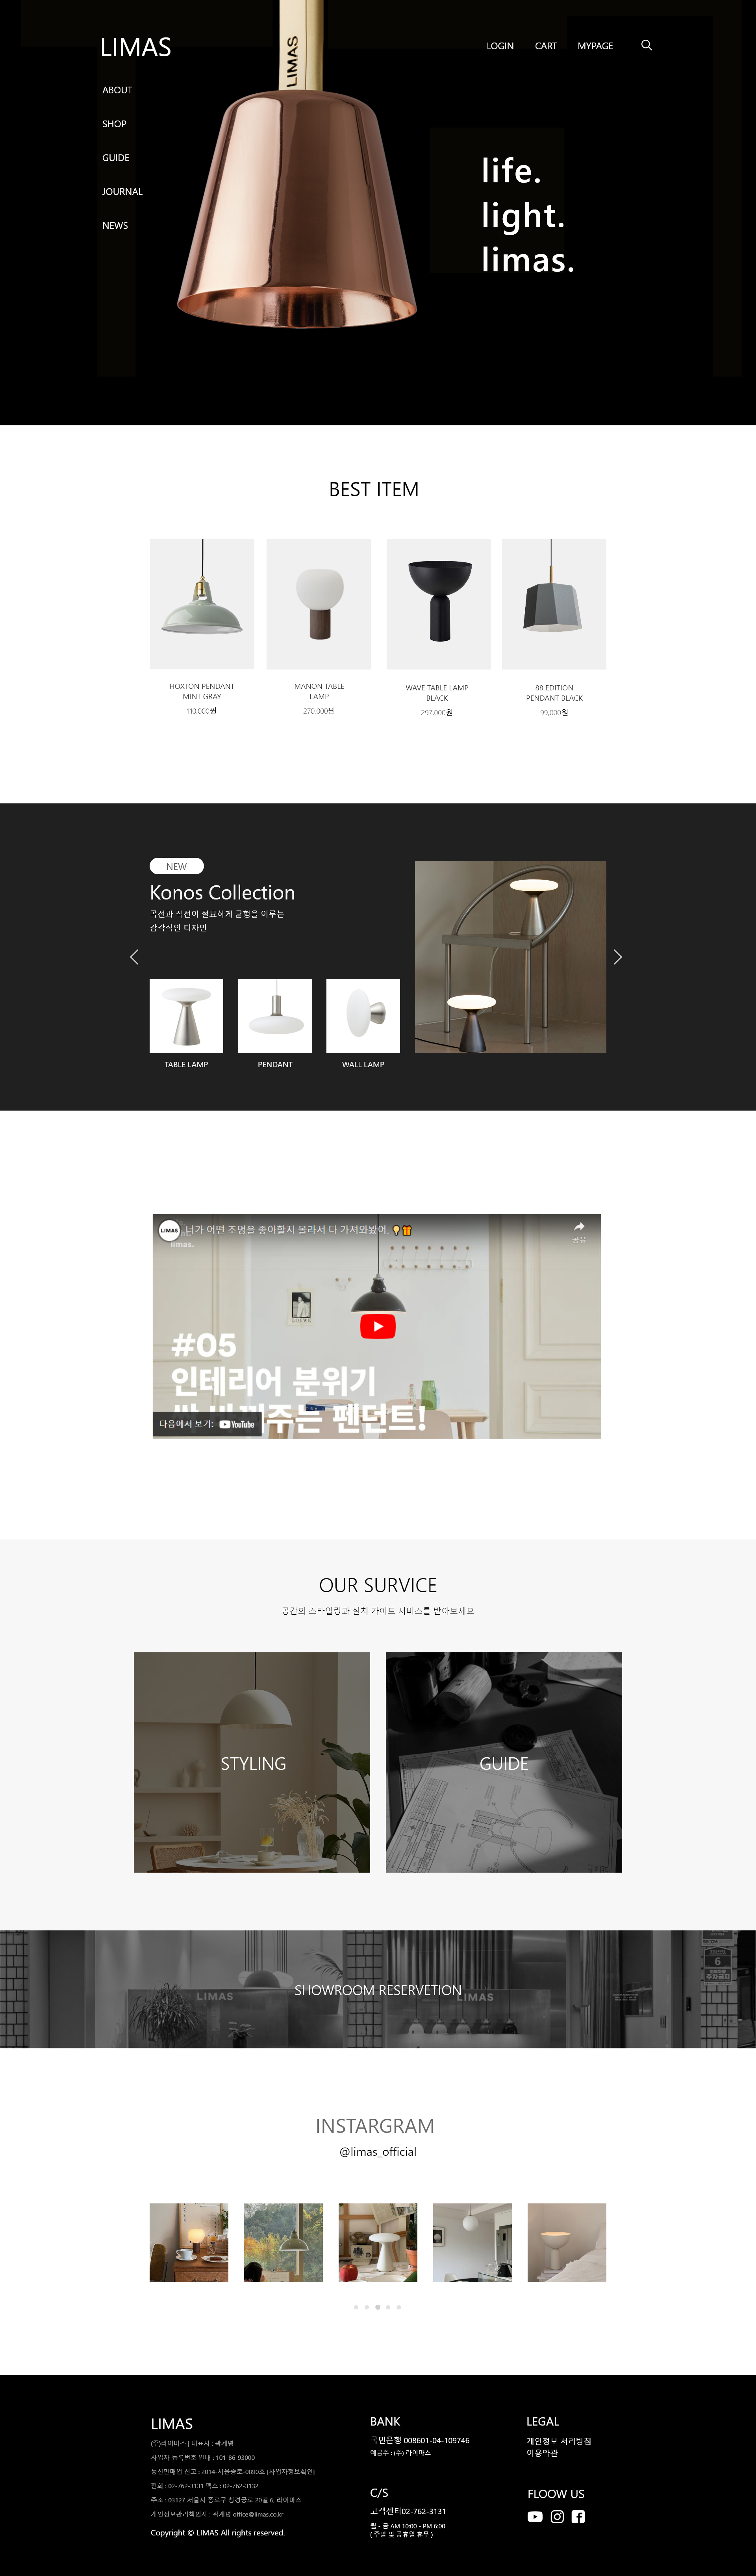 LIMAS
LOGIN
CART
MYPAGE
LIMAS
ABOUT
SHOP
GUIDE
JOURNAL
NEWS
life.
light.
limas.
BEST ITEM
HOXTON PENDANT
MINT GRAY
110,000원
MANON TABLE
LAMP
270,000원
WAVE TABLE LAMP
BLACK
297,000원
88 EDITION
PENDANT BLACK
99,000원
NEW
Konos Collection
곡선과 직선이 절묘하게 균형을 이루는
감각적인 디자인
TABLE LAMP
PENDANT
WALL LAMP
LIMAS
너가 어떤 조명을 좋아할지 몰라서 다 가져와봤어.
공유
limas.
#05
인테리어 분위기
펜던트!
다음에서 보기: YouTube
OUR SURVICE
공간의 스타일링과 설치 가이드 서비스를 받아보세요
STYLING
GUIDE
SHOWROOM RESERVETION
LIMAS
LIMAS
6
주차금지
INSTARGRAM
@limas_official
LIMAS
(주)라이마스 | 대표자 : 곽계녕
사업자 등록번호 안내 : 101-86-93000
통신판매업 신고 : 2014-서울종로-0890호 [사업자정보확인]
전화 : 02-762-3131 팩스 : 02-762-3132
주소 : 03127 서울시 종로구 창경궁로 20길 6, 라이마스
개인정보관리책임자 : 곽계녕 office@limas.co.kr
Copyright © LIMAS All rights reserved.
BANK
국민은행 008601-04-109746
예금주 : (주) 라이마스
C/S
고객센터02-762-3131
월 - 금 AM 10:00 - PM 6:00
( 주말 및 공휴일 휴무 )
LEGAL
개인정보 처리방침
이용약관
FLOOW US